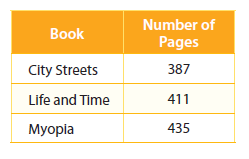 Book Number of
Pages
City Streets 387
Life and Time 411
Myopia 435